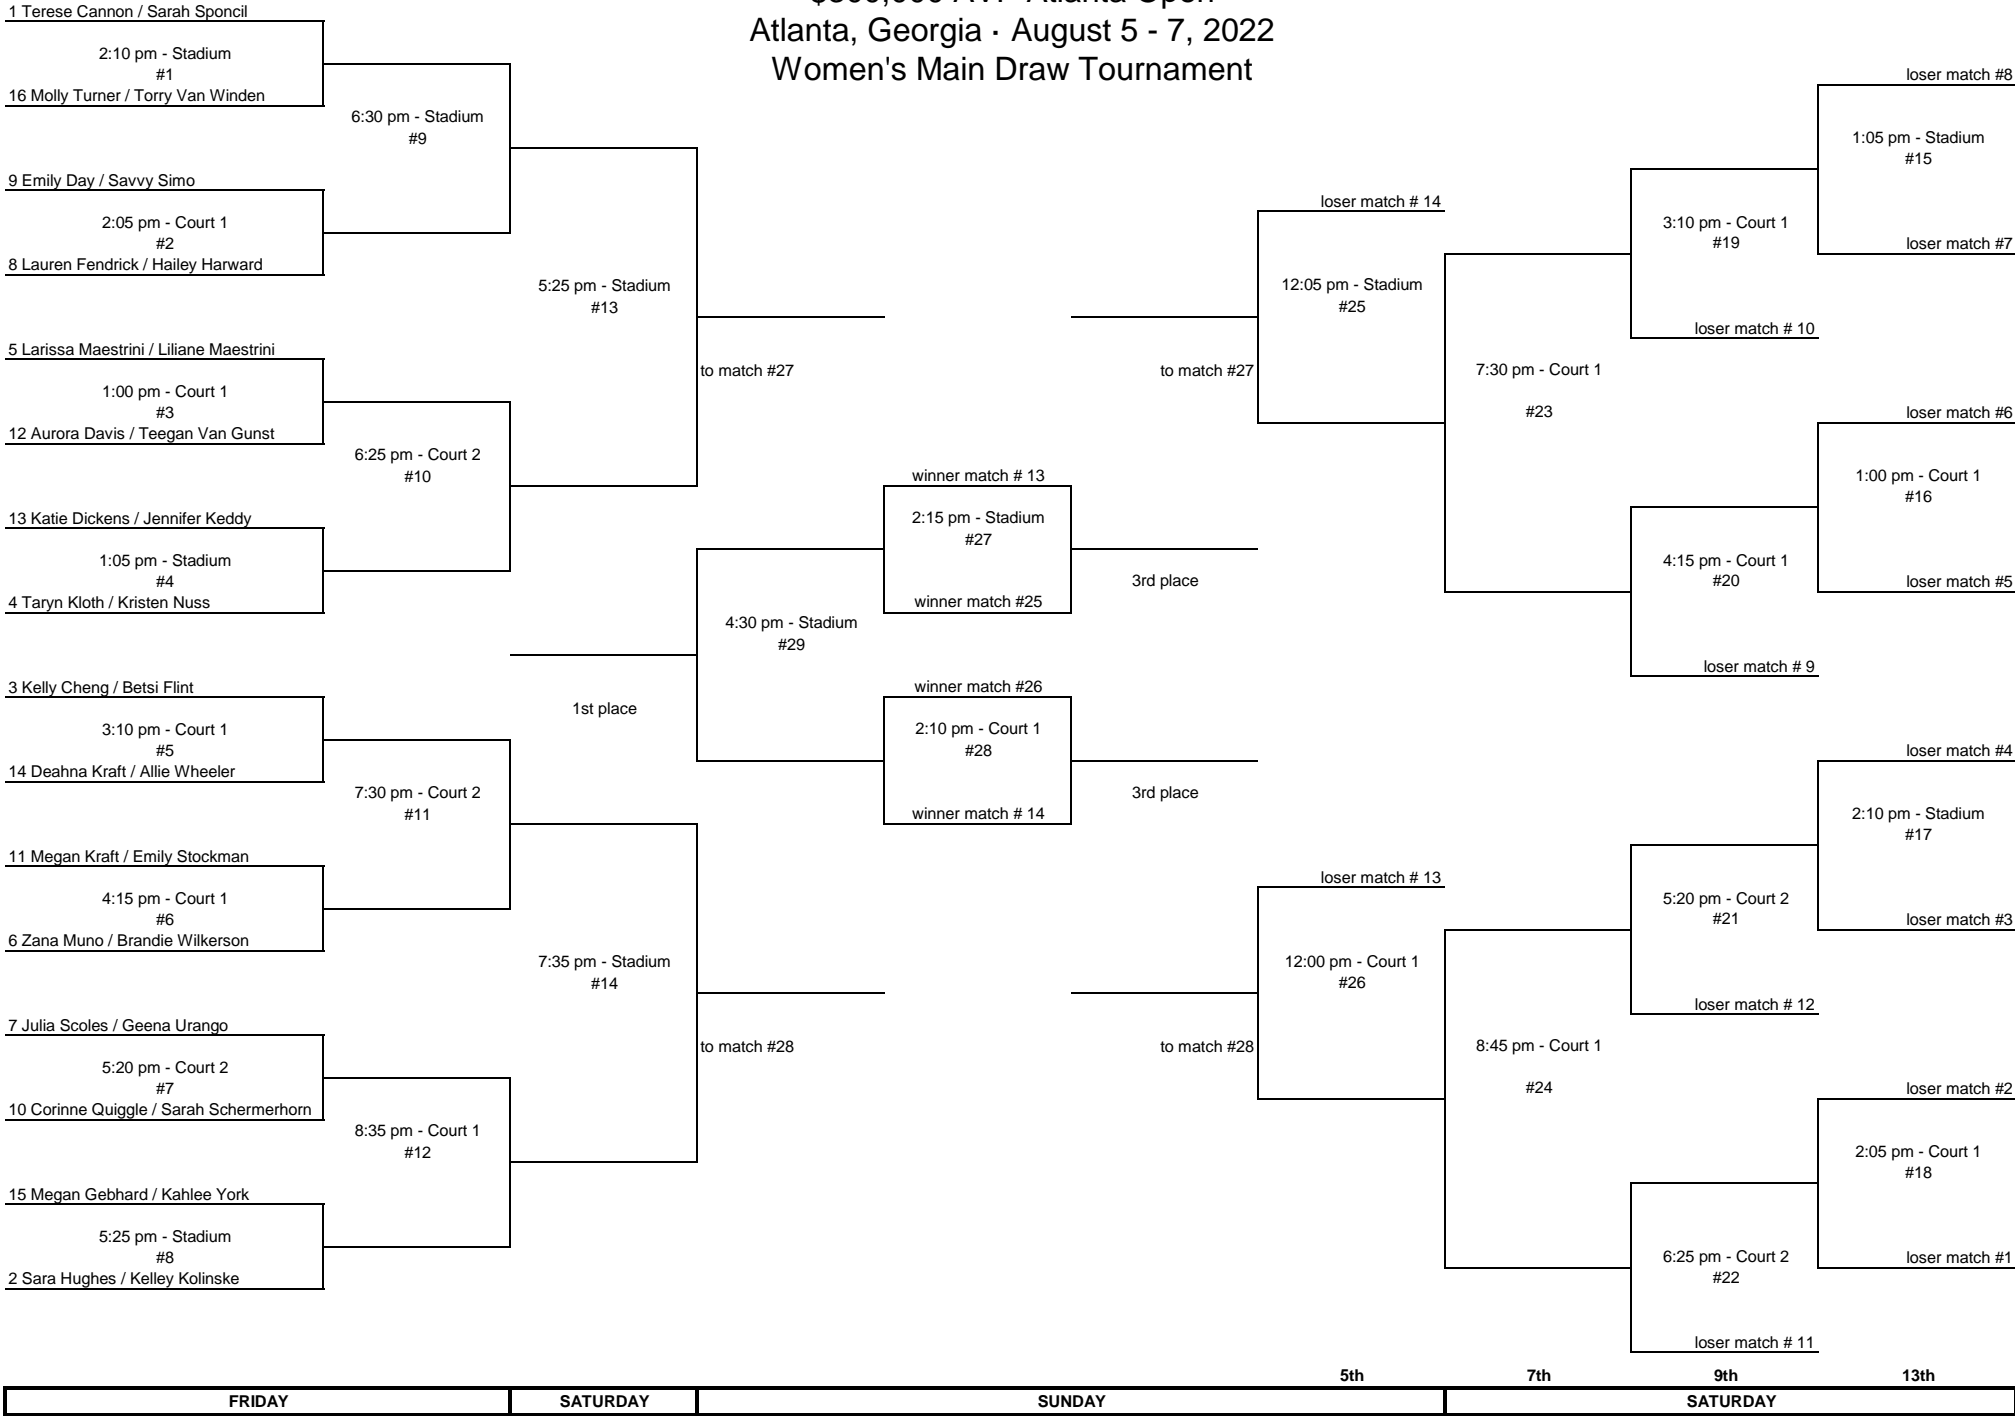 Atlanta, Georgia · August 5 - 7, 2022
Women's Main Draw Tournament
1 Terese Cannon / Sarah Sponcil
2:10 pm - Stadium
#1
16 Molly Turner / Torry Van Winden
9 Emily Day / Savvy Simo
2:05 pm - Court 1
#2
8 Lauren Fendrick / Hailey Harward
5 Larissa Maestrini / Liliane Maestrini
1:00 pm - Court 1
#3
12 Aurora Davis / Teegan Van Gunst
13 Katie Dickens / Jennifer Keddy
1:05 pm - Stadium
#4
4 Taryn Kloth / Kristen Nuss
3 Kelly Cheng / Betsi Flint
3:10 pm - Court 1
#5
14 Deahna Kraft / Allie Wheeler
11 Megan Kraft / Emily Stockman
4:15 pm - Court 1
#6
6 Zana Muno / Brandie Wilkerson
7 Julia Scoles / Geena Urango
5:20 pm - Court 2
#7
10 Corinne Quiggle / Sarah Schermerhorn
15 Megan Gebhard / Kahlee York
5:25 pm - Stadium
#8
2 Sara Hughes / Kelley Kolinske
6:30 pm - Stadium
#9
6:25 pm - Court 2
#10
7:30 pm - Court 2
#11
8:35 pm - Court 1
#12
5:25 pm - Stadium
#13
1st place
7:35 pm - Stadium
#14
to match #27
4:30 pm - Stadium
#29
to match #28
winner match # 13
2:15 pm - Stadium
#27
winner match #25
winner match #26
2:10 pm - Court 1
#28
winner match # 14
to match #27
3rd place
3rd place
to match #28
loser match # 14
12:05 pm - Stadium
#25
loser match # 13
12:00 pm - Court 1
#26
7:30 pm - Court 1
#23
8:45 pm - Court 1
#24
3:10 pm - Court 1
#19
loser match # 10
4:15 pm - Court 1
#20
loser match # 9
5:20 pm - Court 2
#21
loser match # 12
6:25 pm - Court 2
#22
loser match # 11
loser match #8
1:05 pm - Stadium
#15
loser match #7
loser match #6
1:00 pm - Court 1
#16
loser match #5
loser match #4
2:10 pm - Stadium
#17
loser match #3
loser match #2
2:05 pm - Court 1
#18
loser match #1
5th 7th 9th 13th
FRIDAY SATURDAY SUNDAY SATURDAY